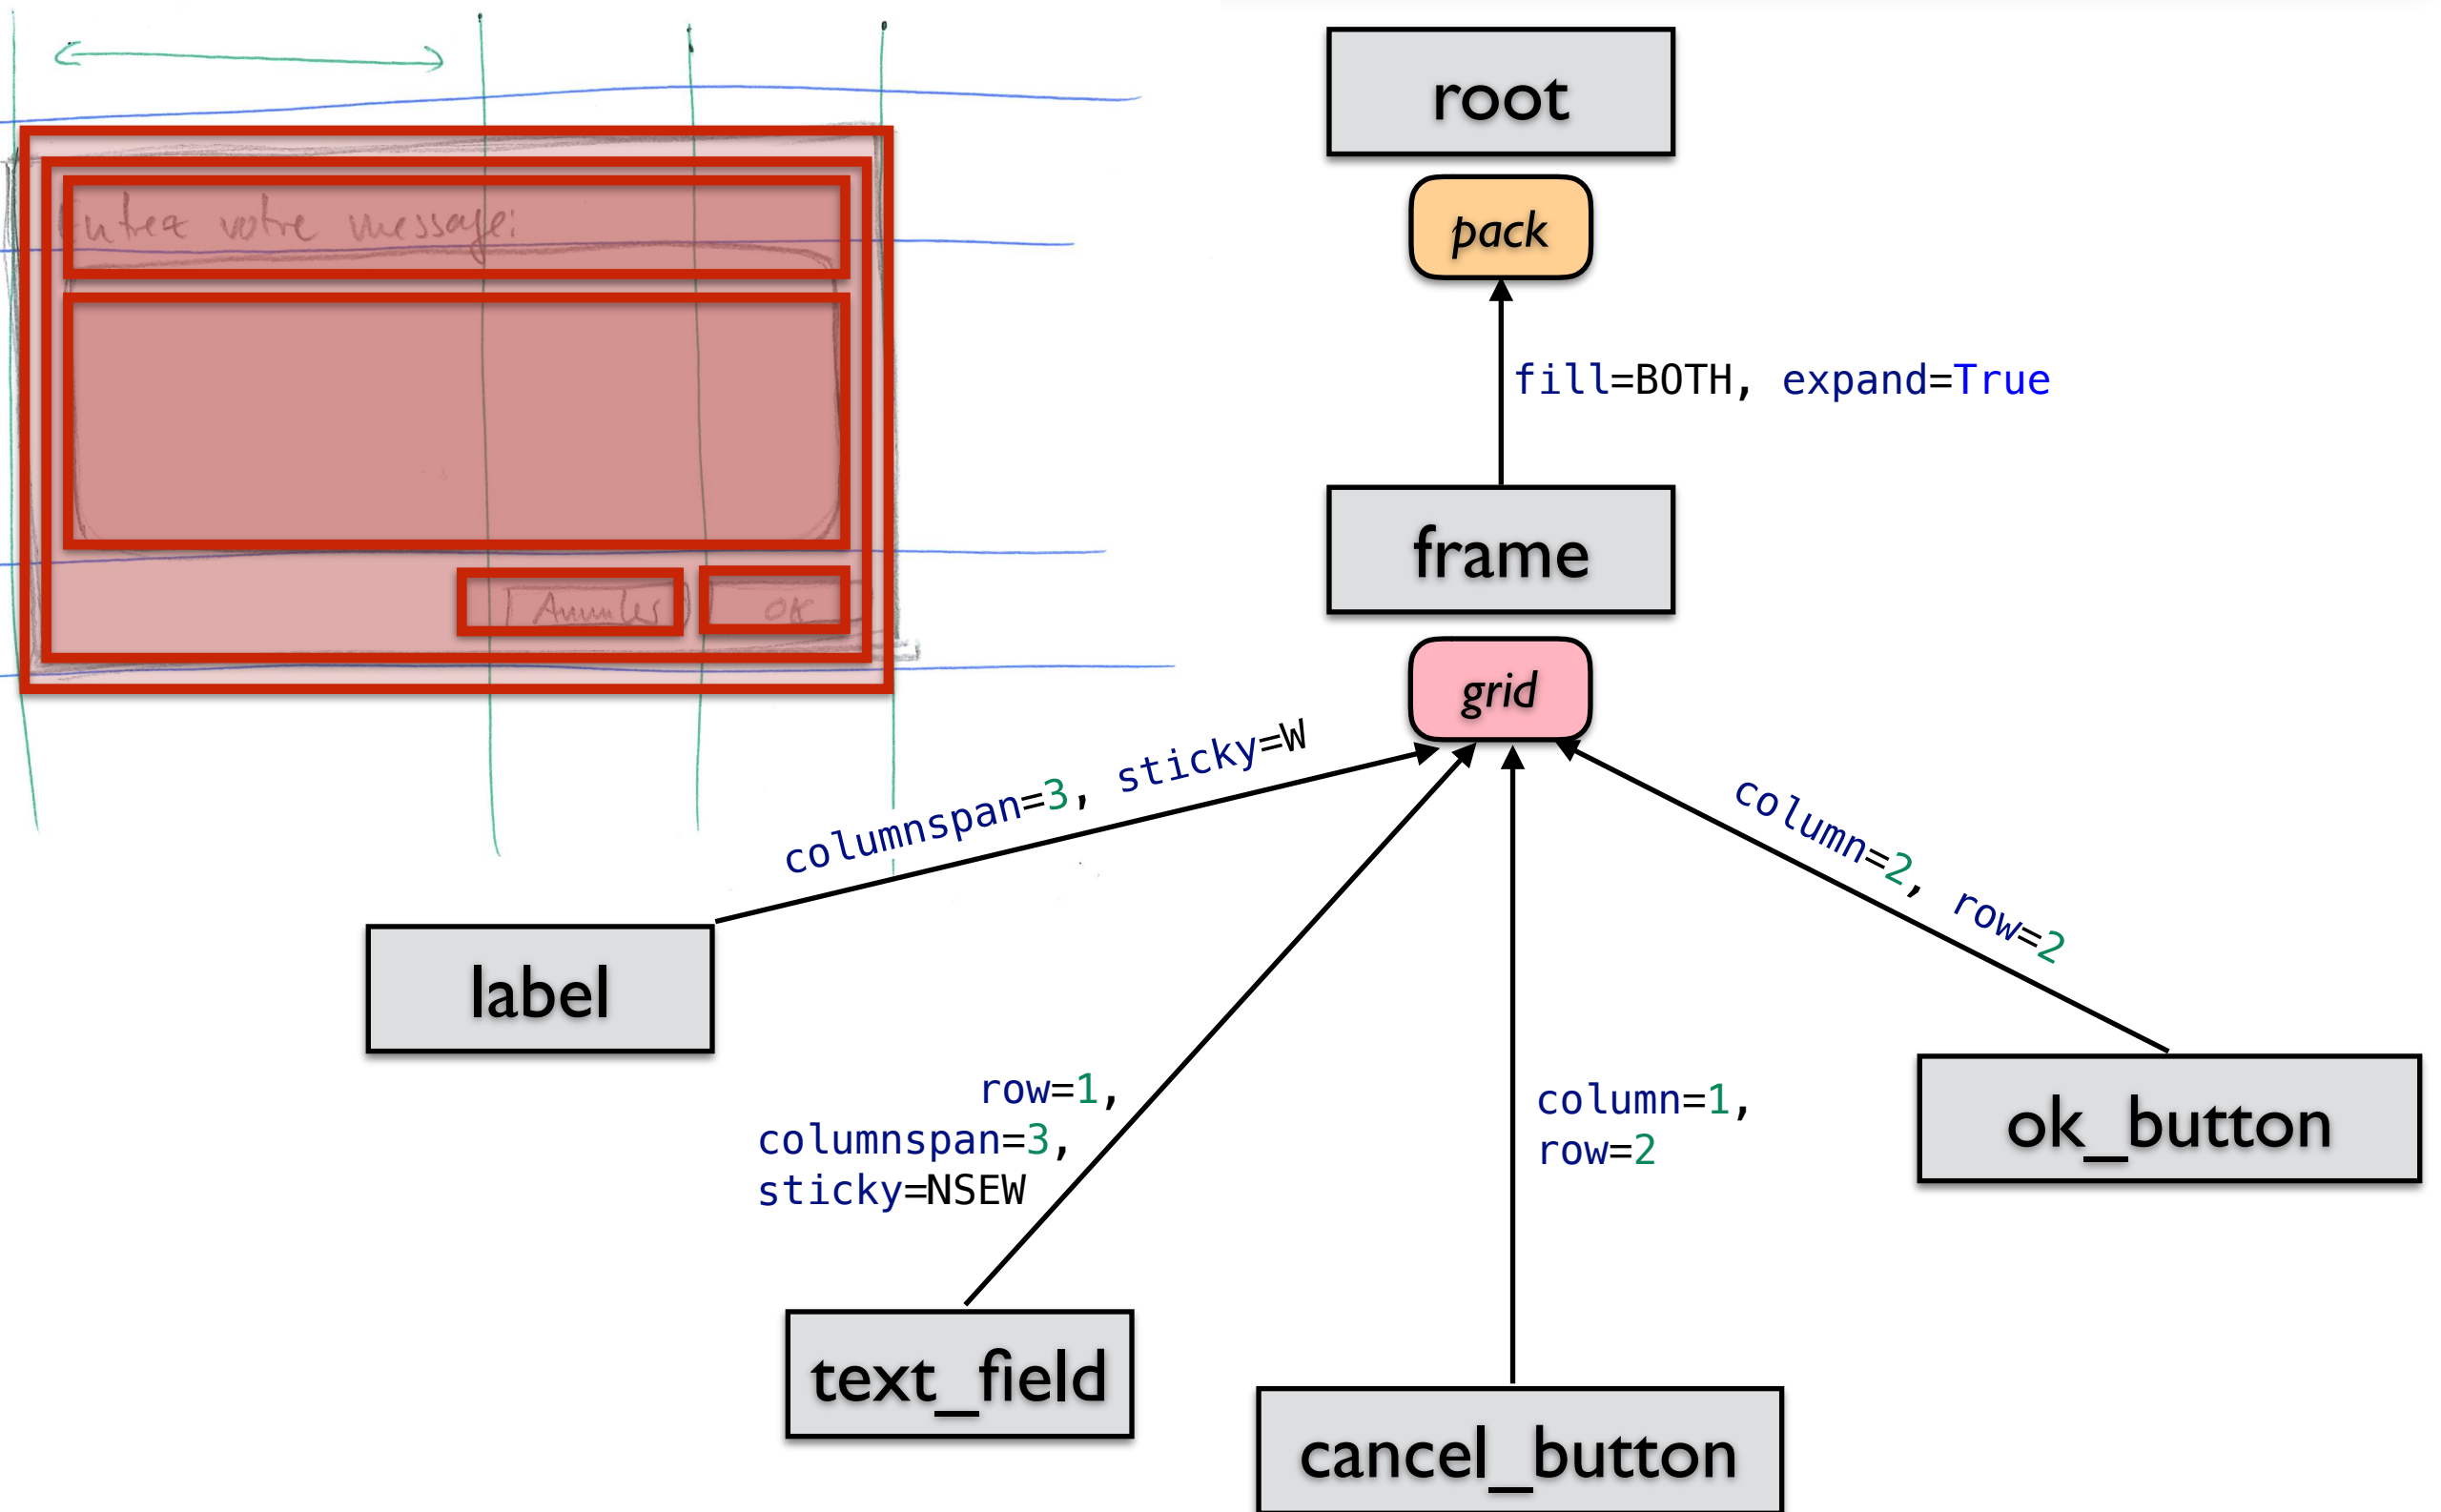 Entrez votre message:
OK
root
pack
fill=BOTH, expand=True
frame
grid
columnspan=3, sticky=W
column=2, row=2
label
row=1,
columnspan=3,
sticky=NSEW
column=1,
row=2
ok_button
text_field
cancel_button